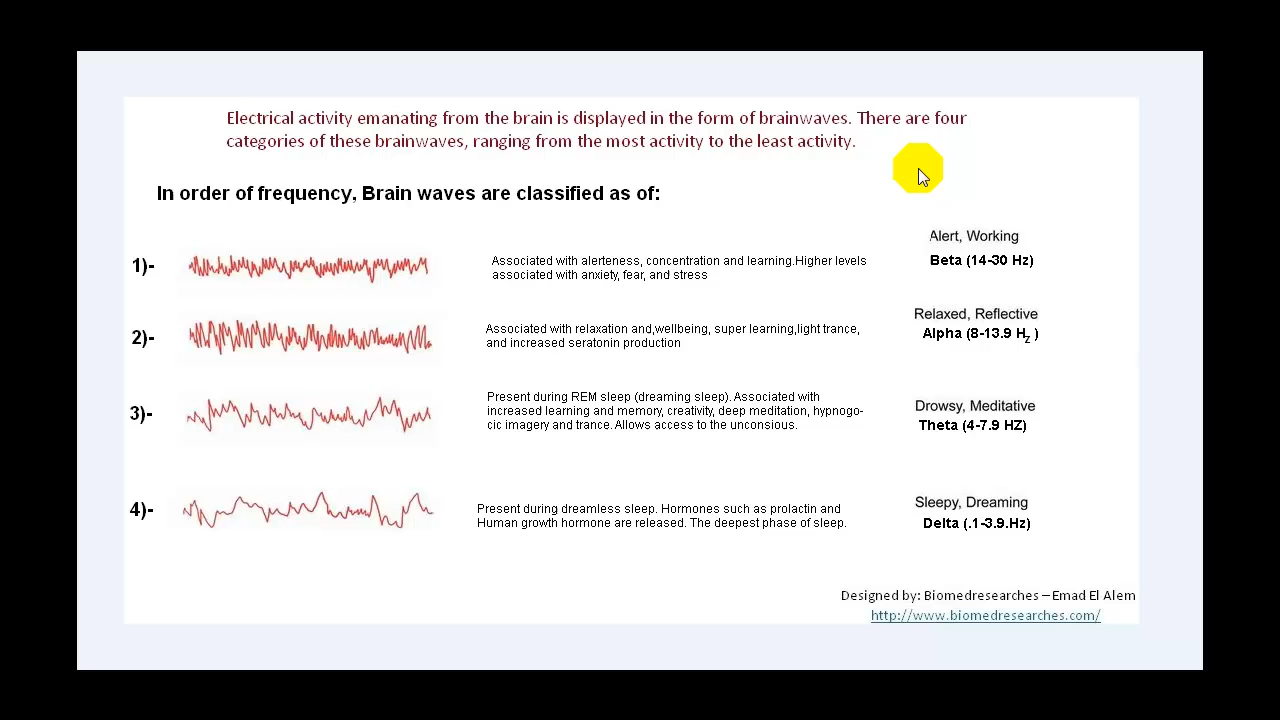 Electrical activity emanating from the brain is displayed in the form of brainwaves. There are four
categories of these brainwaves, ranging from the most activity to the least activity.
In order of frequency, Brain waves are classified as of:
1)-
Associated with alerteness, concentration and learning.Higher levels
associated with anxiety, fear, and stress
Alert, Working
Beta (14-30 Hz)
2)-
Associated with relaxation and,wellbeing, super learning,light trance,
and increased seratonin production
Relaxed, Reflective
Alpha (8-13.9 Hz )
3)-
Present during REM sleep (dreaming sleep). Associated with
increased learning and memory, creativity, deep meditation, hypnogo-
cic imagery and trance. Allows access to the unconsious.
Drowsy, Meditative
Theta (4-7.9 HZ)
4)-
Present during dreamless sleep. Hormones such as prolactin and
Human growth hormone are released. The deepest phase of sleep.
Sleepy, Dreaming
Delta (.1-3.9.Hz)
Designed by: Biomedresearches – Emad El Alem
http://www.biomedresearches.com/